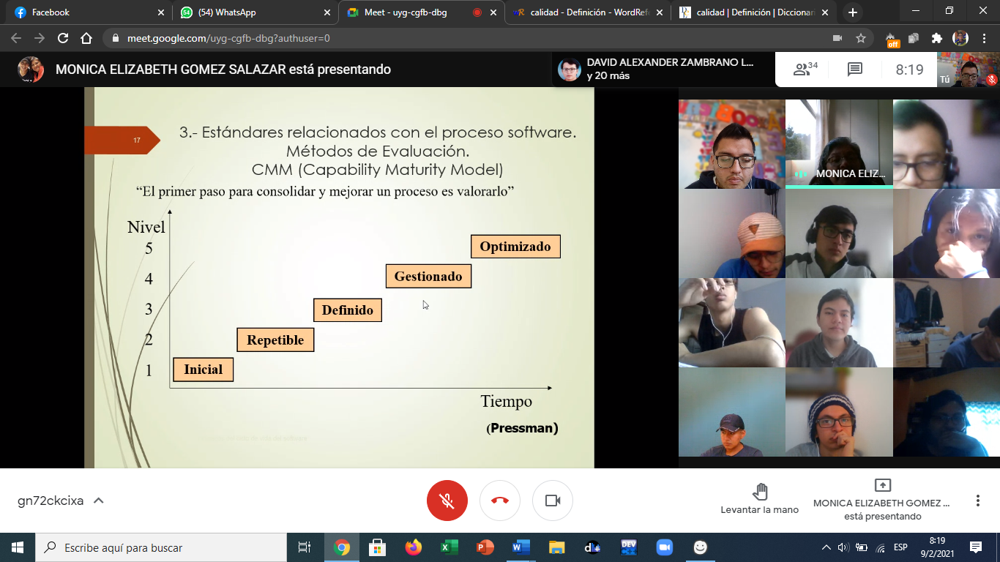 Facebook
(54) WhatsApp
Meet - uyg-cgfb-dbg
calidad - Definición - WordRefe
calidad | Definición | Diccionari
meet.google.com/uyg-cgfb-dbg?authuser=0
off
MONICA ELIZABETH GOMEZ SALAZAR está presentando
DAVID ALEXANDER ZAMBRANO L...
y 20 más
34
8:19
Tú
17
3.- Estándares relacionados con el proceso software.
Métodos de Evaluación.
CMM (Capability Maturity Model)
“El primer paso para consolidar y mejorar un proceso es valorarlo”
Nivel
5
Optimizado
4
Gestionado
3
Definido
2
Repetible
1
Inicial
Tiempo
(Pressman)
MONICA ELIZ...
gn72ckcixa
Levantar la mano
MONICA ELIZABETH GOMEZ ...
está presentando
Escribe aquí para buscar
DEV
ESP
8:19
9/2/2021